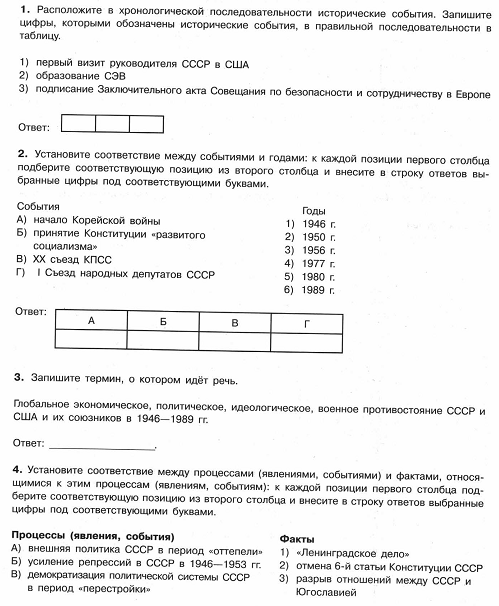 1. Расположите в хронологической последовательности исторические события. Запишите
цифры, которыми обозначены исторические события, в правильной последовательности в
таблицу.
1) первый визит руководителя СССР в США
2) образование СЭВ
3) подписание Заключительного акта Совещания по безопасности и сотрудничеству в Европе
Ответ:
2. Установите соответствие между событиями и годами: к каждой позиции первого столбца
подберите соответствующую позицию из второго столбца и внесите в строку ответов вы-
бранные цифры под соответствующими буквами.
События
А) начало Корейской войны
Б) принятие Конституции «развитого
социализма»
В) XX съезд КПСС
Г) I Съезд народных депутатов СССР
Годы
1) 1946 г.
2) 1950 г.
3) 1956 г.
4) 1977 г.
5) 1980 г.
6) 1989 г.
Ответ:
А Б В Г
3. Запишите термин, о котором идёт речь.
Глобальное экономическое, политическое, идеологическое, военное противостояние СССР и
США и их союзников в 1946—1989 гг.
Ответ: ____________________.
4. Установите соответствие между процессами (явлениями, событиями) и фактами, относя-
щимися к этим процессам (явлениям, событиям): к каждой позиции первого столбца под-
берите соответствующую позицию из второго столбца и внесите в строку ответов выбранные
цифры под соответствующими буквами.
Процессы (явления, события)
А) внешняя политика СССР в период «оттепели»
Б) усиление репрессий в СССР в 1946—1953 гг.
В) демократизация политической системы СССР
в период «перестройки»
Факты
1) «Ленинградское дело»
2) отмена 6-й статьи Конституции СССР
3) разрыв отношений между СССР и
Югославией